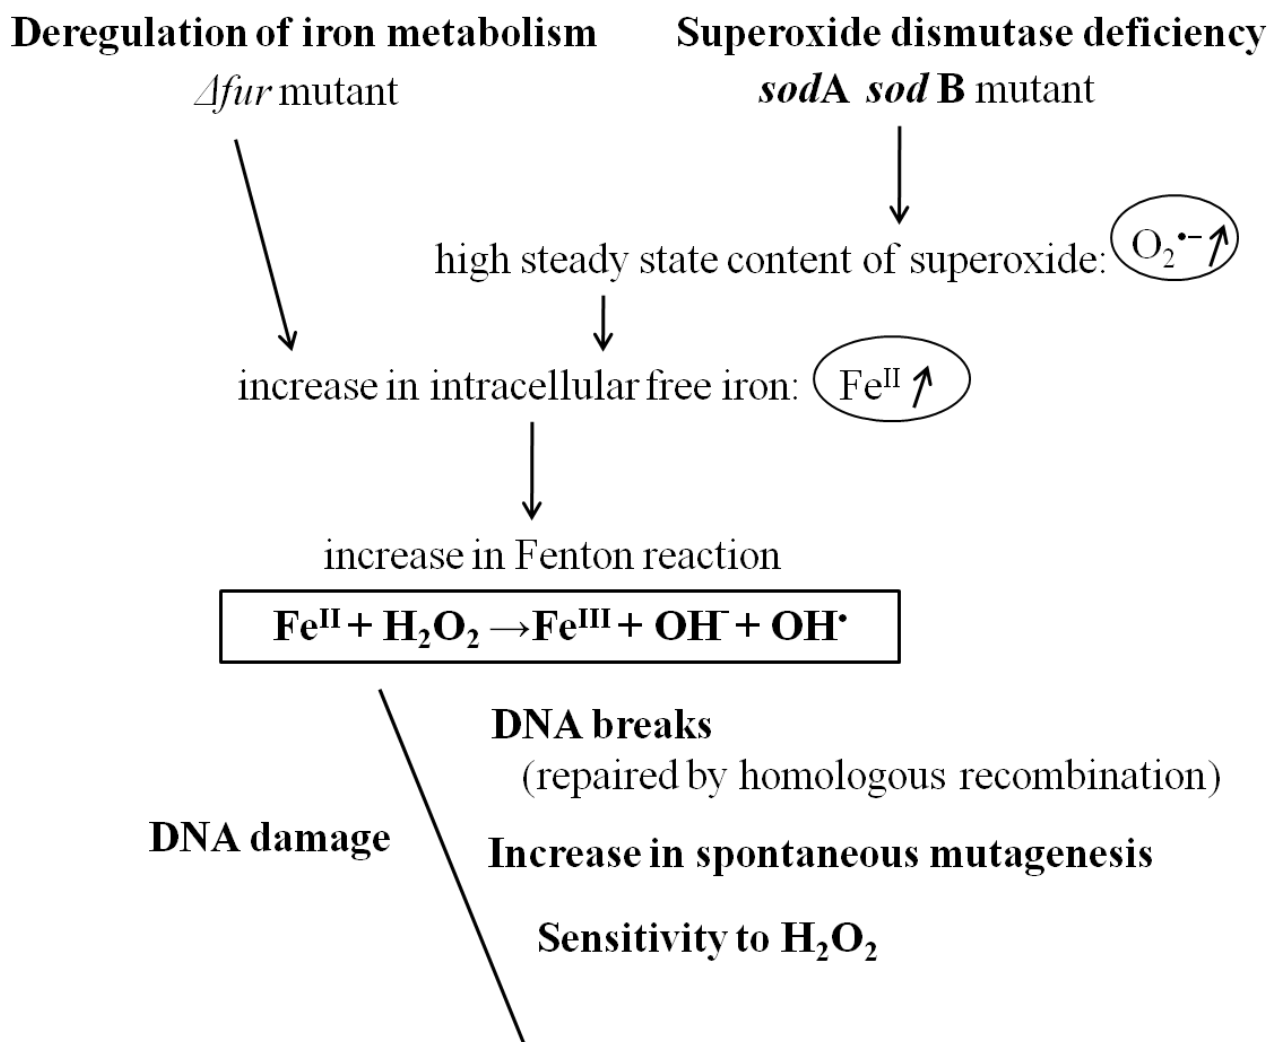 Deregulation of iron metabolism
Δfur mutant
Superoxide dismutase deficiency
sodA sod B mutant
high steady state content of superoxide: O₂•−
increase in intracellular free iron: Feᴵᴵ
increase in Fenton reaction
Feᴵᴵ + H₂O₂ →Feᴵᴵᴵ + OH⁻ + OH•
DNA breaks
(repaired by homologous recombination)
DNA damage
Increase in spontaneous mutagenesis
Sensitivity to H₂O₂